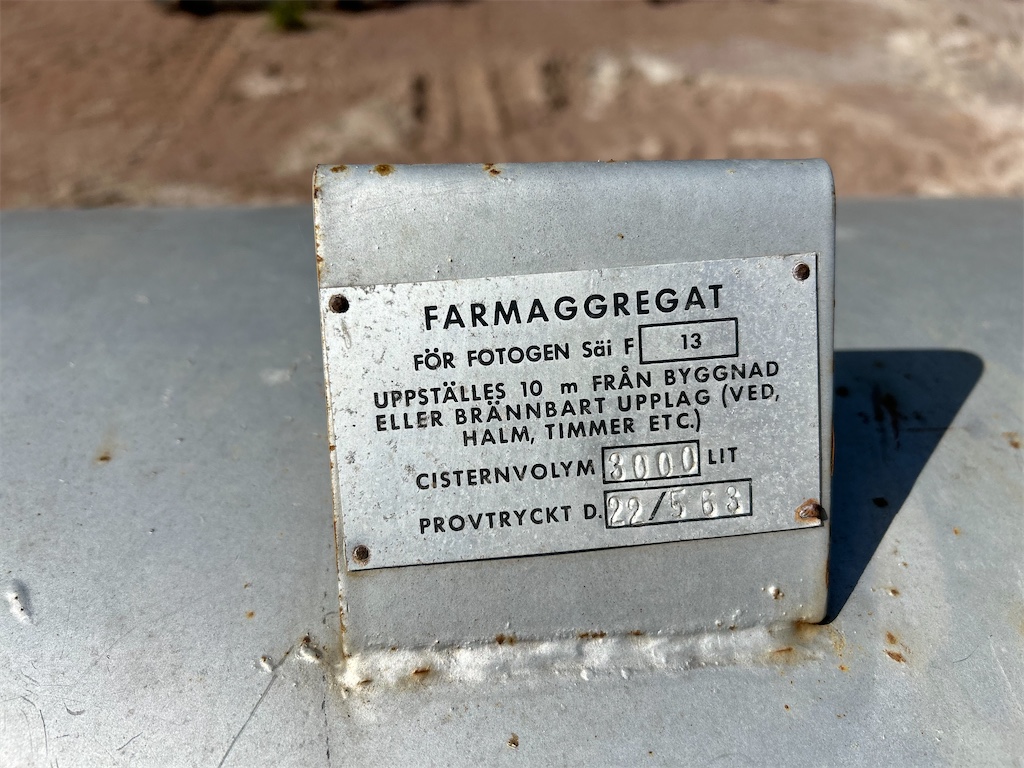 FARMAGGREGAT
FÖR FOTOGEN Säi F 13
UPPSTÄLLES 10 m FRÅN BYGGNAD
ELLER BRÄNNBART UPPLAG (VED,
HALM, TIMMER ETC.)
CISTERNVOLYM 3000 LIT
PROVTRYCKT D. 22/5 63